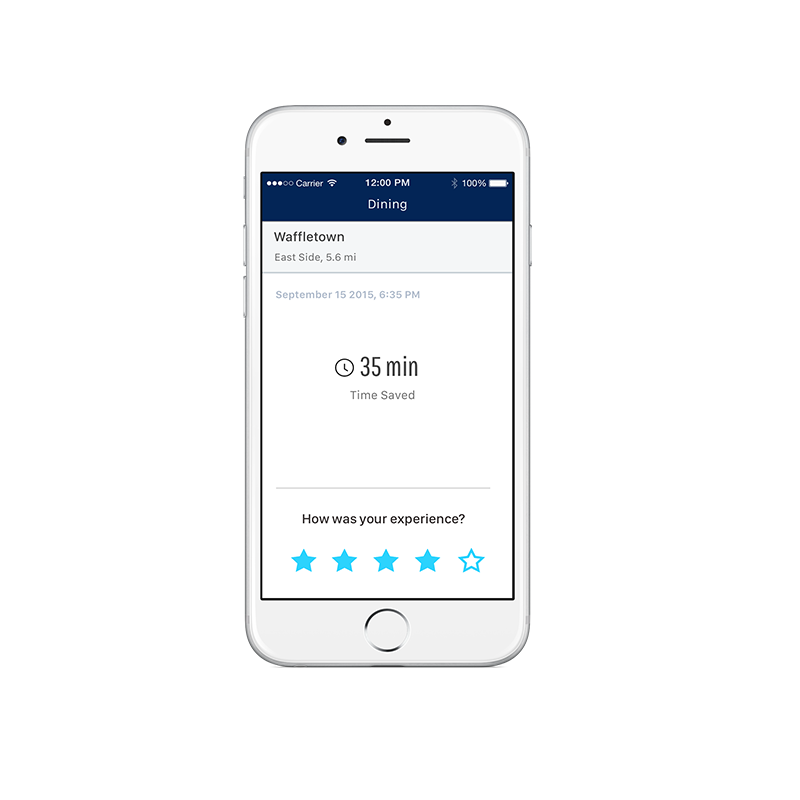 Carrier 12:00 PM 100%
Dining
Waffletown
East Side, 5.6 mi
September 15 2015, 6:35 PM
35 min
Time Saved
How was your experience?